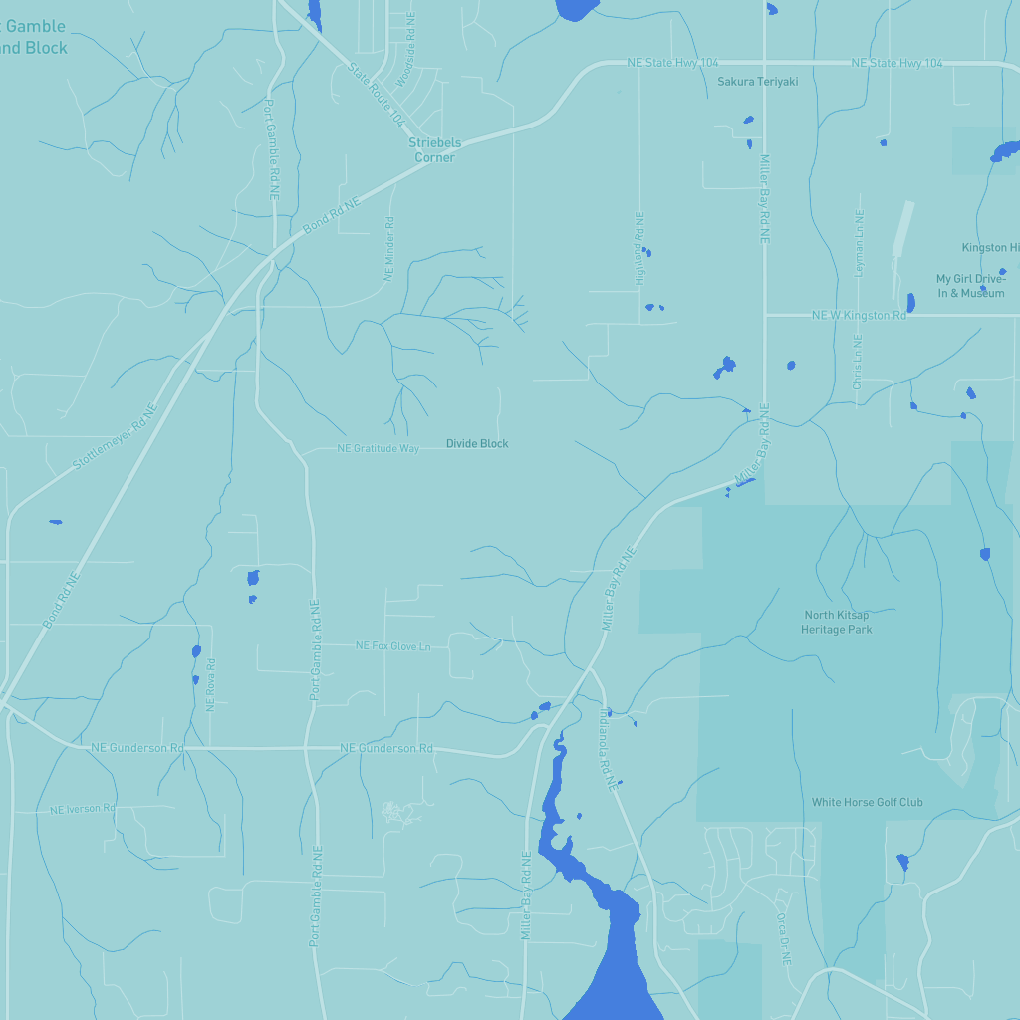 Gamble
Block
Woodside Rd NE
State Route 104
NE State Hwy 104
NE State Hwy 104
Sakura Teriyaki
Port Gamble Rd NE
Striebels
Corner
Miller Bay Rd NE
Bond Rd NE
NE Minder Rd
Highland Rd NE
Leyman Ln NE
Kingston
My Girl Drive-
In & Museum
NE W Kingston Rd
Chris Ln NE
Stottlemeyer Rd NE
NE Gratitude Way
Divide Block
Miller Bay Rd NE
Bond Rd NE
Miller Bay Rd NE
North Kitsap
Heritage Park
Port Gamble Rd NE
NE Fox Glove Ln
NE Rova Rd
Indianola Rd NE
NE Gunderson Rd
NE Gunderson Rd
NE Iverson Rd
White Horse Golf Club
Port Gamble Rd NE
Miller Bay Rd NE
Orca Dr NE